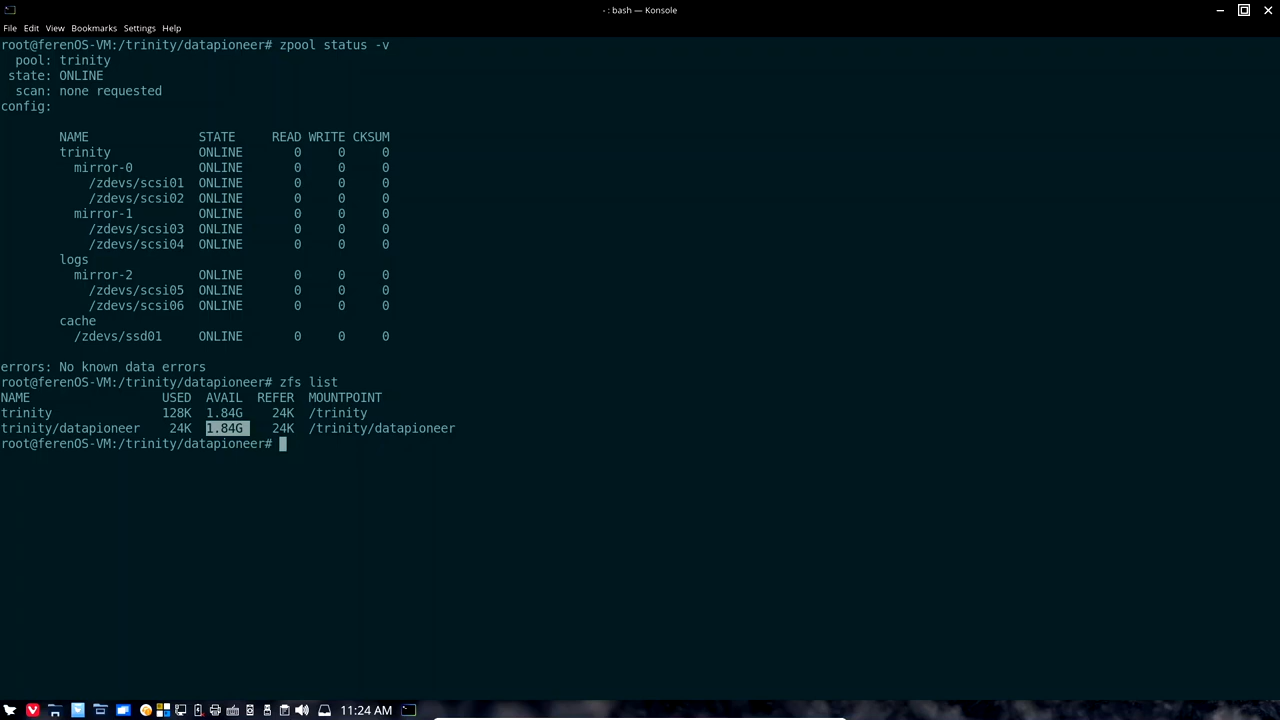 - : bash — Konsole
File Edit View Bookmarks Settings Help
root@ferenOS-VM:/trinity/datapioneer# zpool status -v
  pool: trinity
 state: ONLINE
  scan: none requested
config:
        NAME               STATE     READ WRITE CKSUM
        trinity            ONLINE       0     0     0
          mirror-0         ONLINE       0     0     0
            /zdevs/scsi01  ONLINE       0     0     0
            /zdevs/scsi02  ONLINE       0     0     0
          mirror-1         ONLINE       0     0     0
            /zdevs/scsi03  ONLINE       0     0     0
            /zdevs/scsi04  ONLINE       0     0     0
        logs
          mirror-2         ONLINE       0     0     0
            /zdevs/scsi05  ONLINE       0     0     0
            /zdevs/scsi06  ONLINE       0     0     0
        cache
          /zdevs/ssd01     ONLINE       0     0     0
errors: No known data errors
root@ferenOS-VM:/trinity/datapioneer# zfs list
NAME                  USED  AVAIL  REFER  MOUNTPOINT
trinity               128K  1.84G    24K  /trinity
trinity/datapioneer    24K  1.84G    24K  /trinity/datapioneer
root@ferenOS-VM:/trinity/datapioneer#
11:24 AM